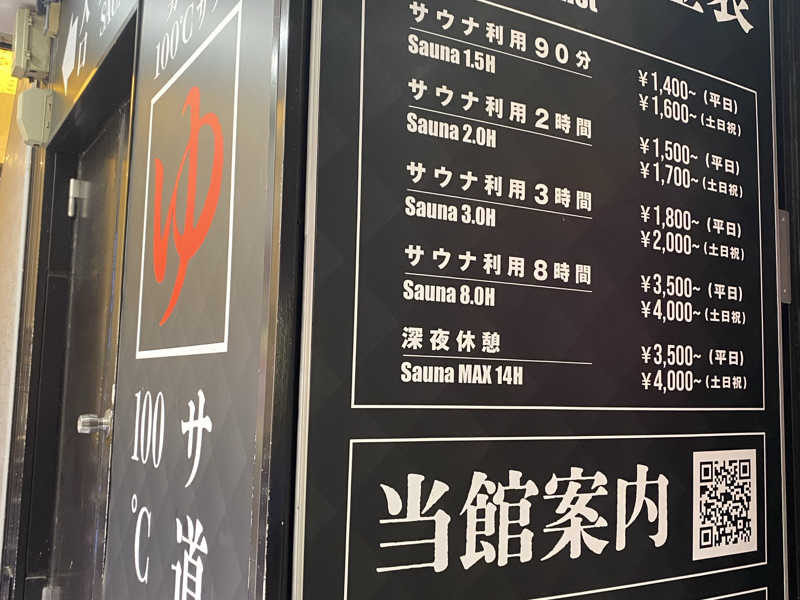 入口
100℃サ
ゆ
サ道
100℃
サウナ利用90分
Sauna 1.5H
¥1,400~(平日)
¥1,600~(土日祝)
サウナ利用2時間
Sauna 2.0H
¥1,500~(平日)
¥1,700~(土日祝)
サウナ利用3時間
Sauna 3.0H
¥1,800~(平日)
¥2,000~(土日祝)
サウナ利用8時間
Sauna 8.0H
¥3,500~(平日)
¥4,000~(土日祝)
深夜休憩
Sauna MAX 14H
¥3,500~(平日)
¥4,000~(土日祝)
当館案内